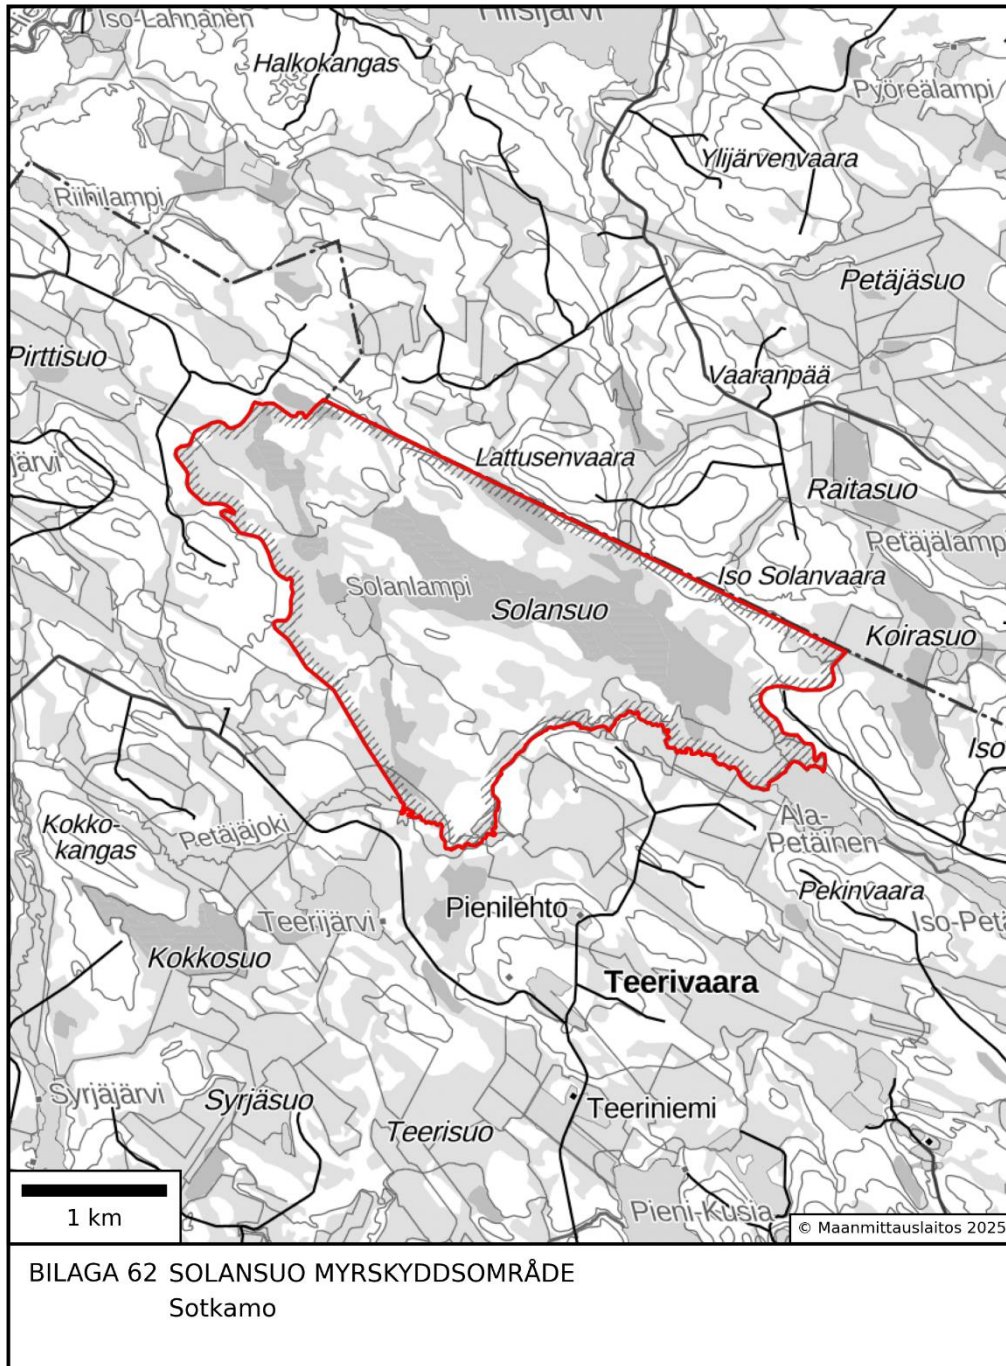 Iso-Lahnanen
Hiisijärvi
Halkokangas
Pyöreälampi
Ylijärvenvaara
Riihilampi
Petäjäsuo
Pirttisuo
Vaaranpää
järvi
Lattusenvaara
Raitasuo
Petäjälamp
Iso Solanvaara
Solanlampi
Solansuo
Koirasuo
Iso
Kokko-
kangas
Petäjäjoki
Ala-
Petäinen
Pekinvaara
Pienilehto
Teerijärvi
Iso-Petä
Kokkosuo
Teerivaara
Syrjäjärvi
Syrjäsuo
Teeriniemi
Teerisuo
Pieni-Kusia
1 km
© Maanmittauslaitos 2025
BILAGA 62 SOLANSUO MYRSKYDDSOMRÅDE
Sotkamo